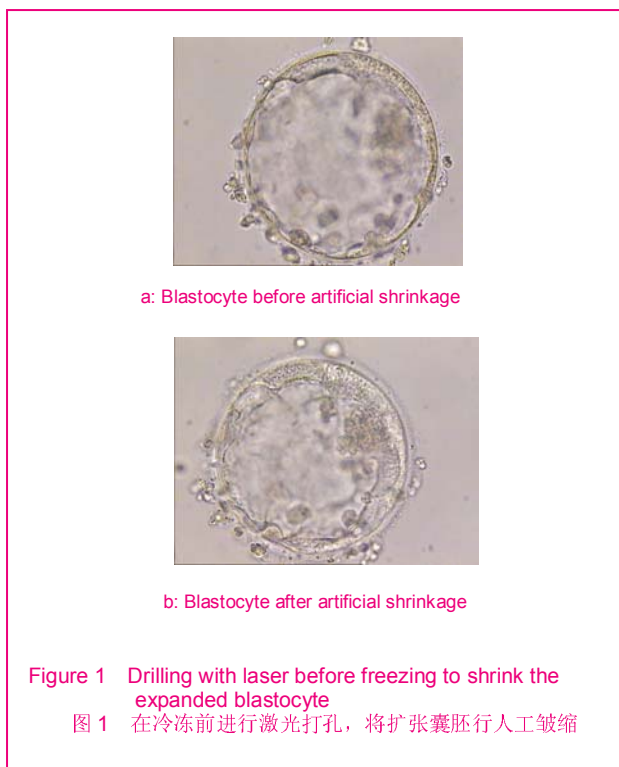 a: Blastocyte before artificial shrinkage
b: Blastocyte after artificial shrinkage
Figure 1 Drilling with laser before freezing to shrink the
expanded blastocyte
图 1 在冷冻前进行激光打孔，将扩张囊胚行人工皱缩